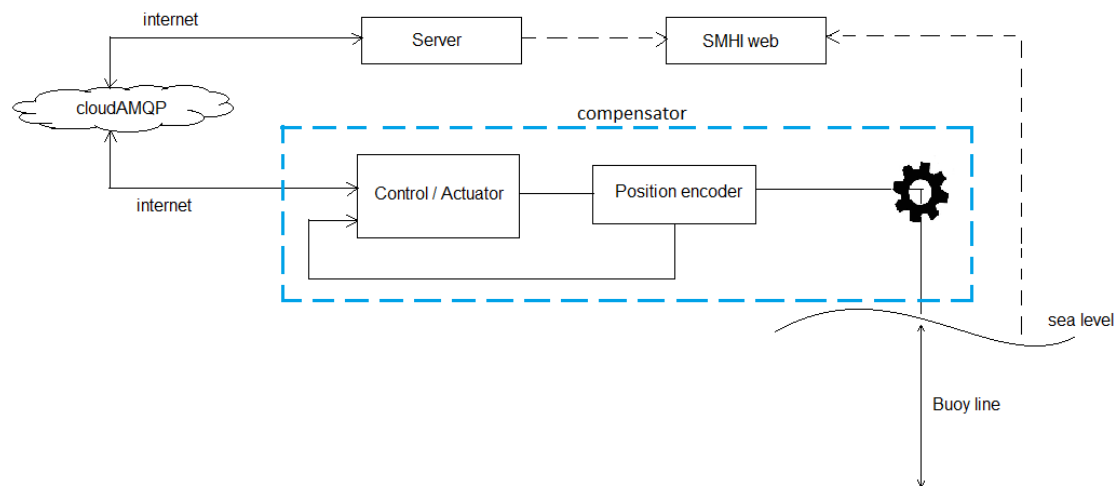 internet
Server
SMHI web
cloudAMQP
compensator
Control / Actuator
Position encoder
internet
sea level
Buoy line